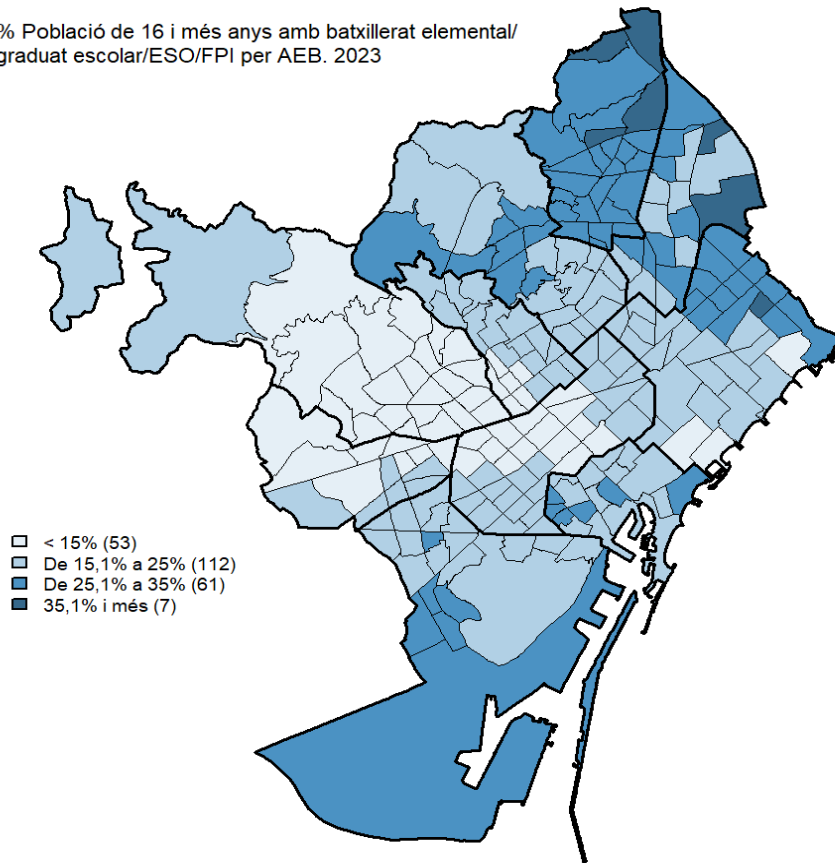 % Població de 16 i més anys amb batxillerat elemental/
graduat escolar/ESO/FPI per AEB. 2023
< 15% (53)
De 15,1% a 25% (112)
De 25,1% a 35% (61)
35,1% i més (7)